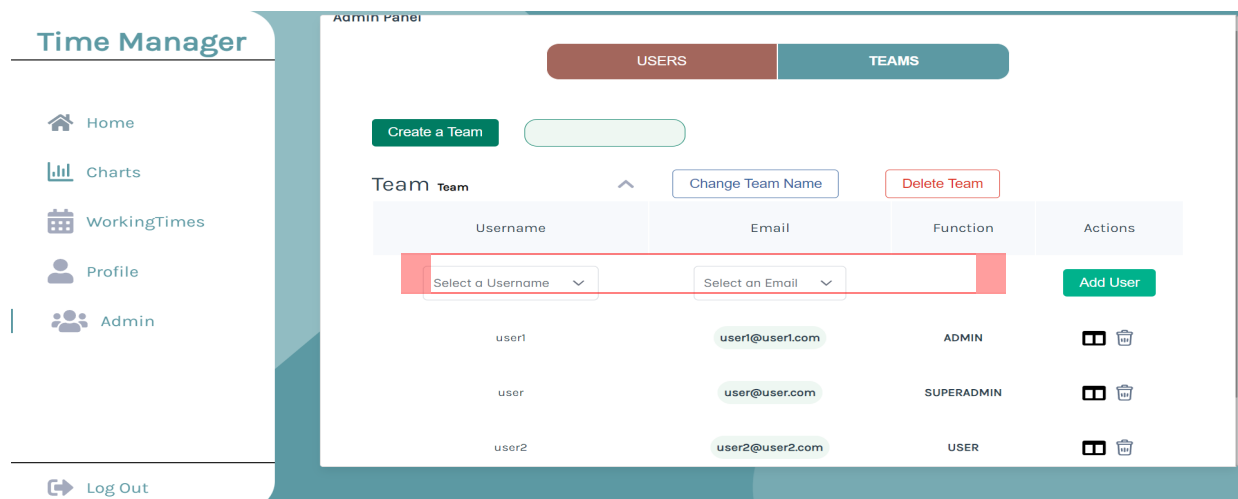 Time Manager
Home
Charts
WorkingTimes
Profile
Admin
Log Out
Admin Panel
USERS TEAMS
Create a Team
Team Team Change Team Name Delete Team
Username Email Function Actions
Select a Username Select an Email Add User
user1 user1@user1.com ADMIN
user user@user.com SUPERADMIN
user2 user2@user2.com USER